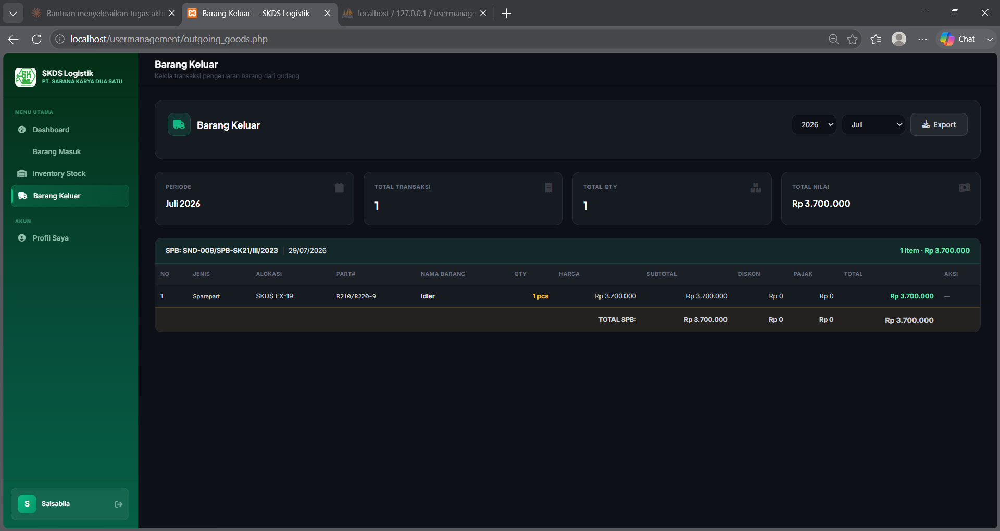 Bantuan menyelesaikan tugas akhi
Barang Keluar — SKDS Logistik
localhost / 127.0.0.1 / usermanage
localhost/usermanagement/outgoing_goods.php
Chat
SKDS Logistik
PT. SARANA KARYA DUA SATU
MENU UTAMA
Dashboard
Barang Masuk
Inventory Stock
Barang Keluar
AKUN
Profil Saya
S Salsabila
Barang Keluar
Kelola transaksi pengeluaran barang dari gudang
Barang Keluar
2026 Juli Export
PERIODE
Juli 2026
TOTAL TRANSAKSI
1
TOTAL QTY
1
TOTAL NILAI
Rp 3.700.000
SPB: SND-009/SPB-SK21/III/2023 29/07/2026 1 Item · Rp 3.700.000
NO JENIS ALOKASI PART# NAMA BARANG QTY HARGA SUBTOTAL DISKON PAJAK TOTAL AKSI
1 Sparepart SKDS EX-19 R210/R220-9 Idler 1 pcs Rp 3.700.000 Rp 3.700.000 Rp 0 Rp 0 Rp 3.700.000 —
TOTAL SPB: Rp 3.700.000 Rp 0 Rp 0 Rp 3.700.000